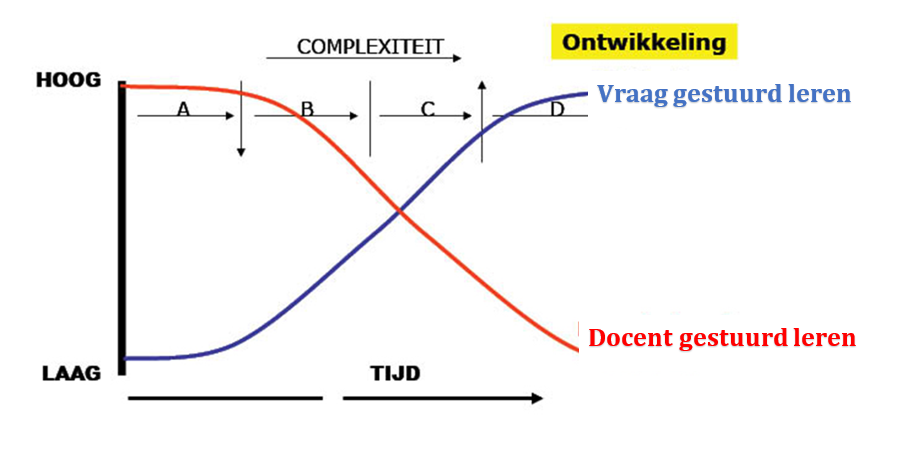 COMPLEXITEIT
Ontwikkeling
HOOG
Vraag gestuurd leren
A
B
C
D
Docent gestuurd leren
LAAG
TIJD